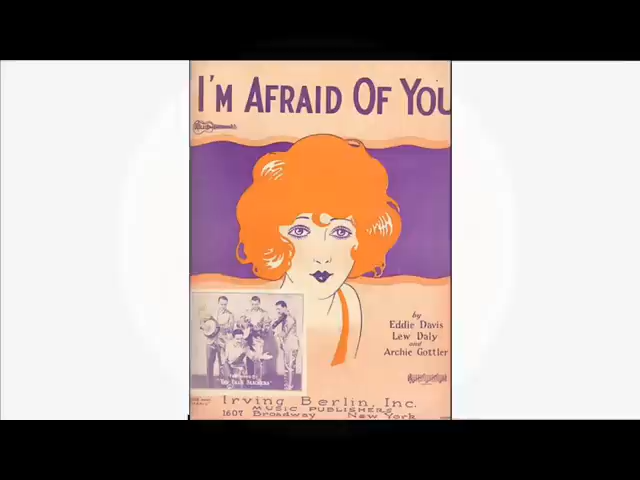 I'M AFRAID OF YOU
by
Eddie Davis
Lew Daly
and
Archie Gottler
Irving Berlin, Inc.
MUSIC PUBLISHERS
1607 Broadway New York